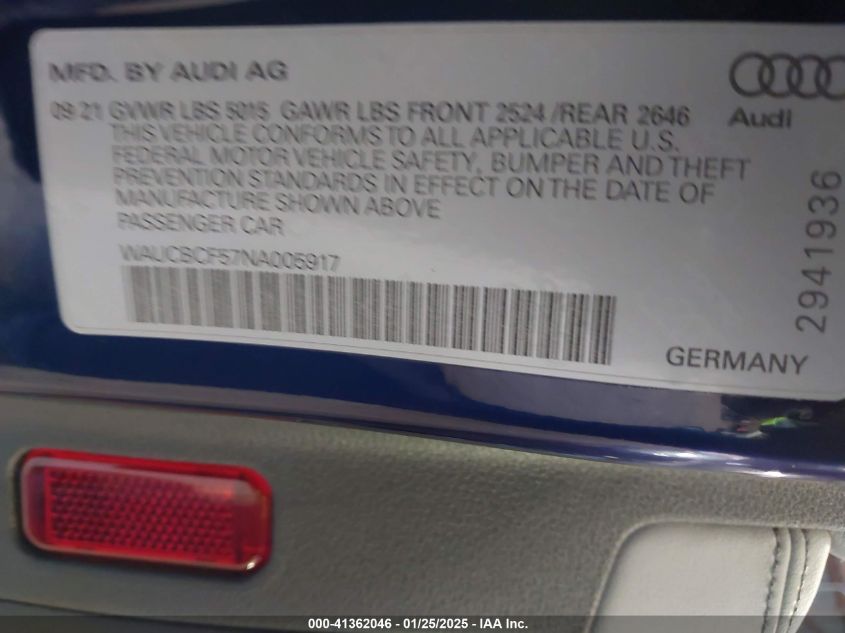 MFD. BY AUDI AG
Audi
09 21 GVWR LBS 5015 GAWR LBS FRONT 2524 /REAR 2646
THIS VEHICLE CONFORMS TO ALL APPLICABLE U.S.
FEDERAL MOTOR VEHICLE SAFETY, BUMPER AND THEFT
PREVENTION STANDARDS IN EFFECT ON THE DATE OF
MANUFACTURE SHOWN ABOVE
PASSENGER CAR
WAUCBCF57NA005917
2941936
GERMANY
000-41362046 - 01/25/2025 - IAA Inc.